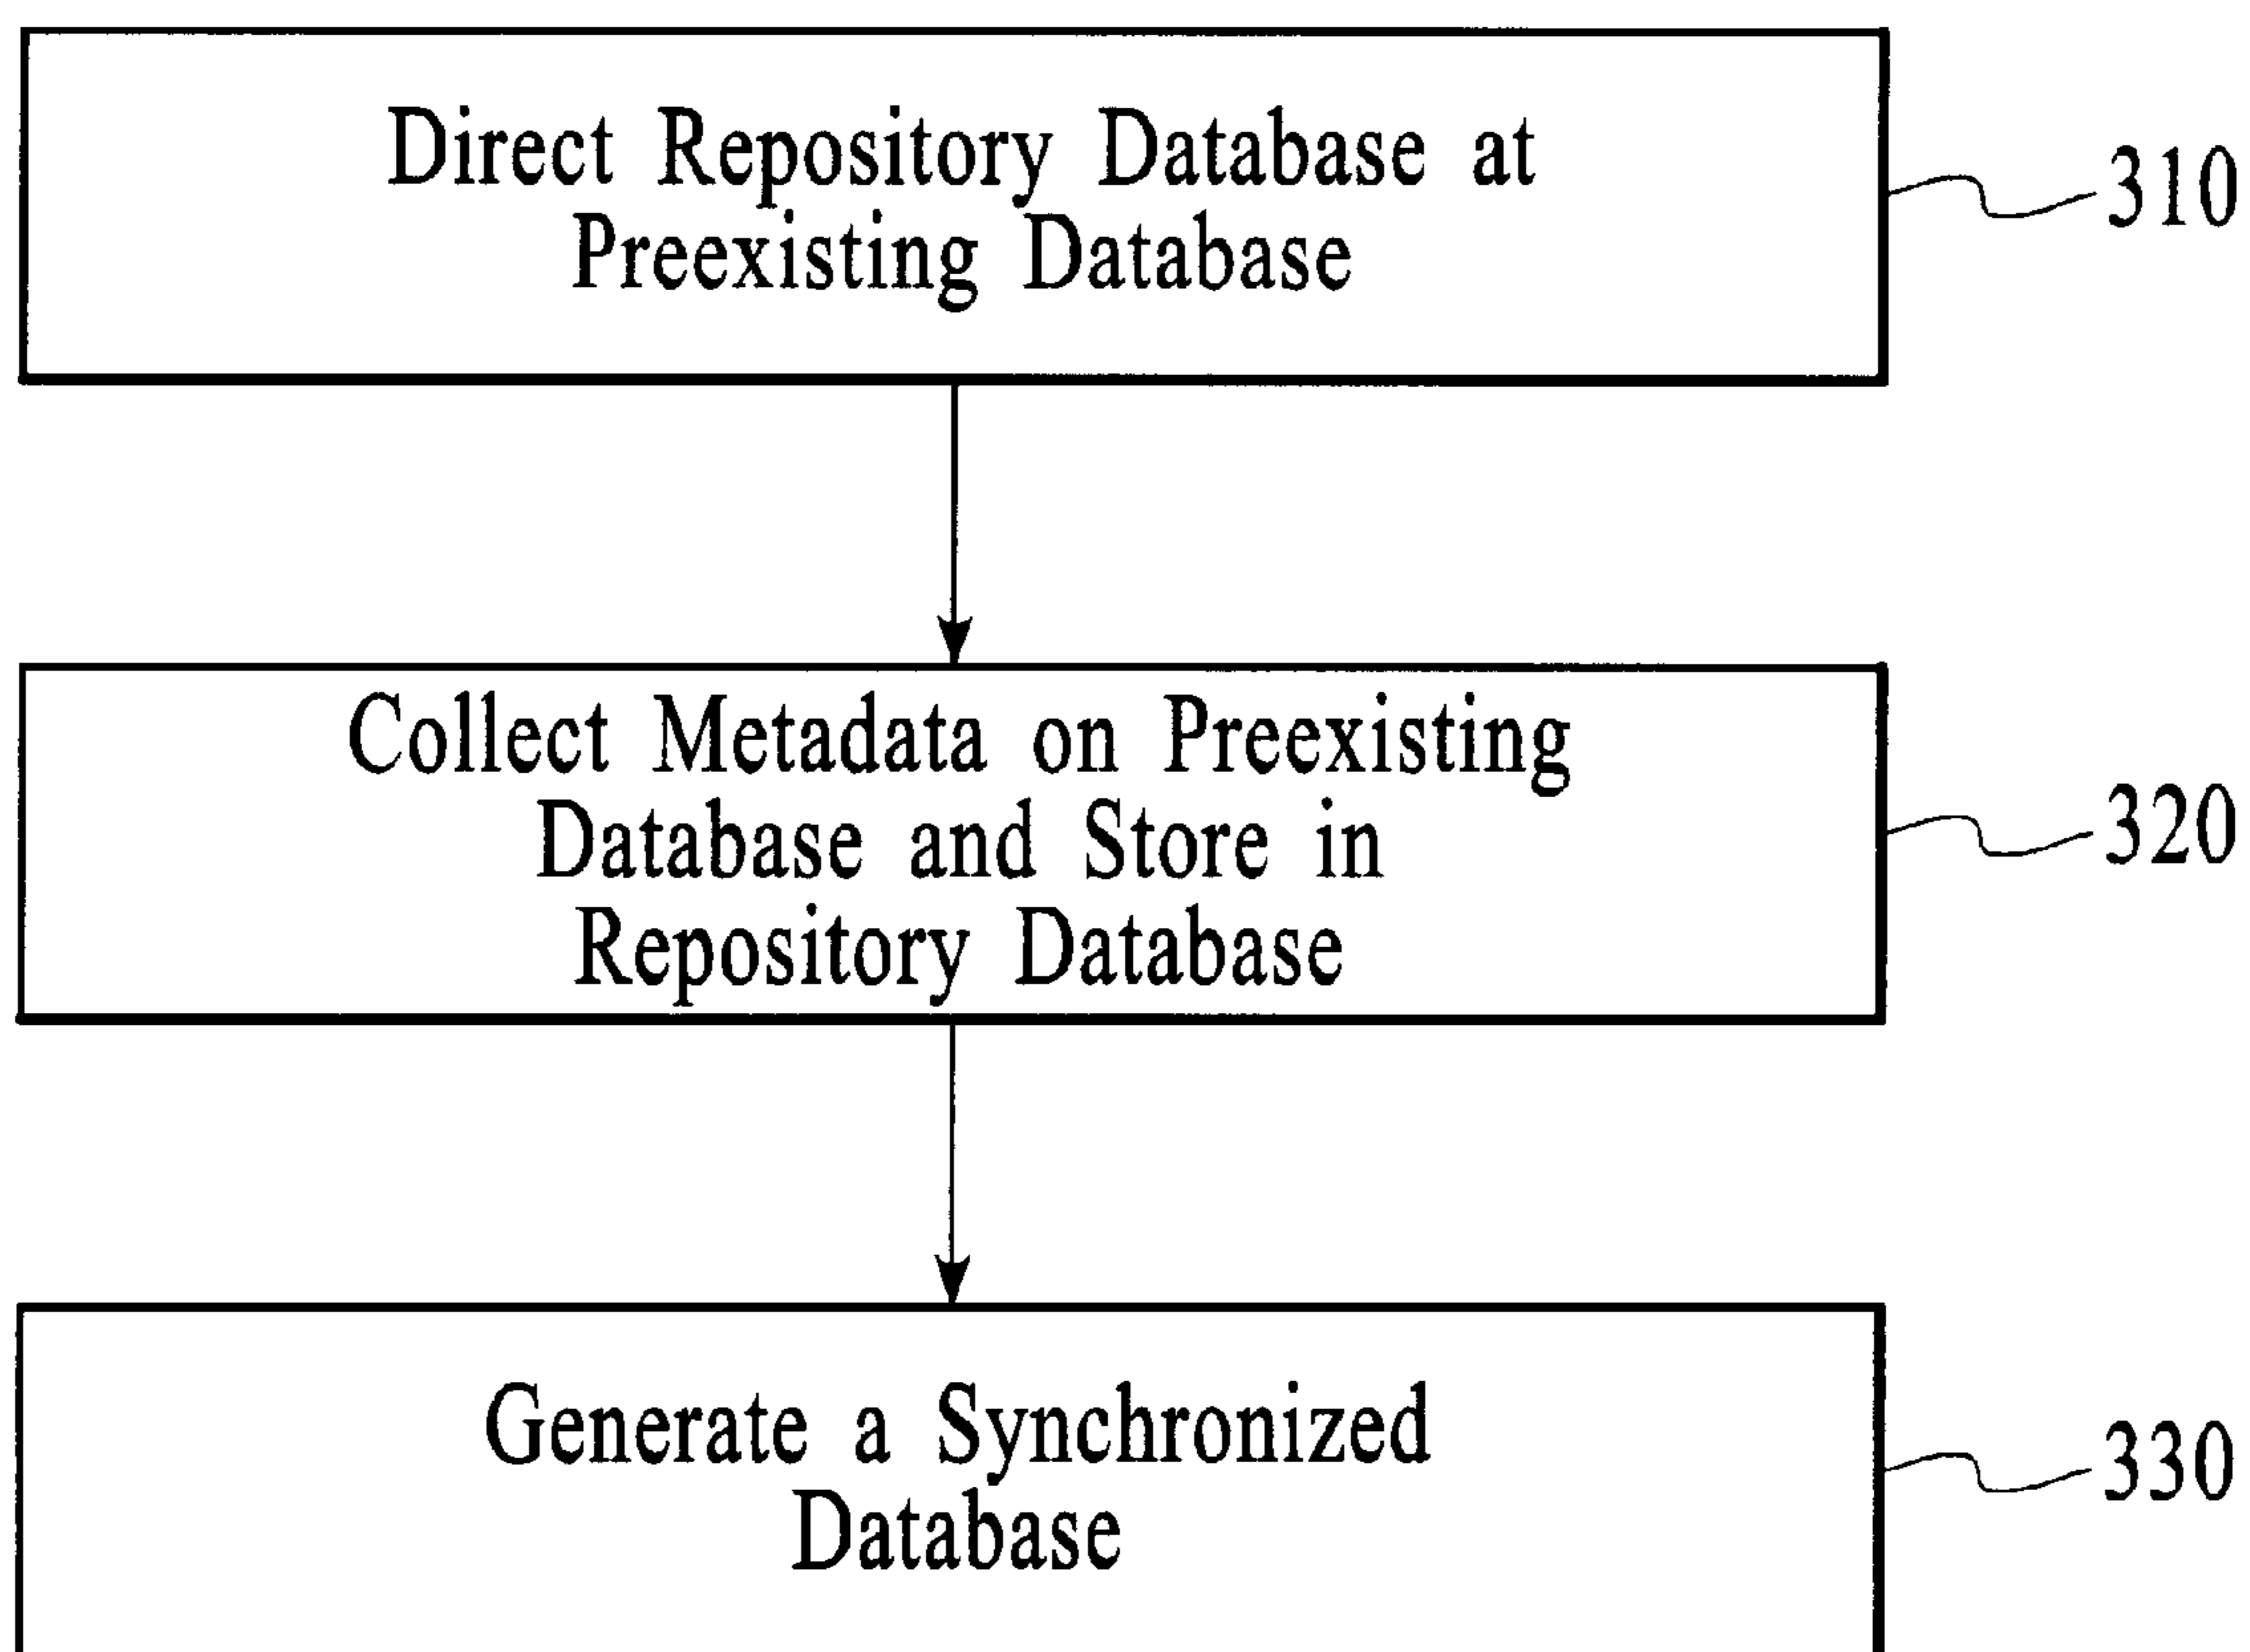 Direct Repository Database at
Preexisting Database
310
Collect Metadata on Preexisting
Database and Store in
Repository Database
320
Generate a Synchronized
Database
330